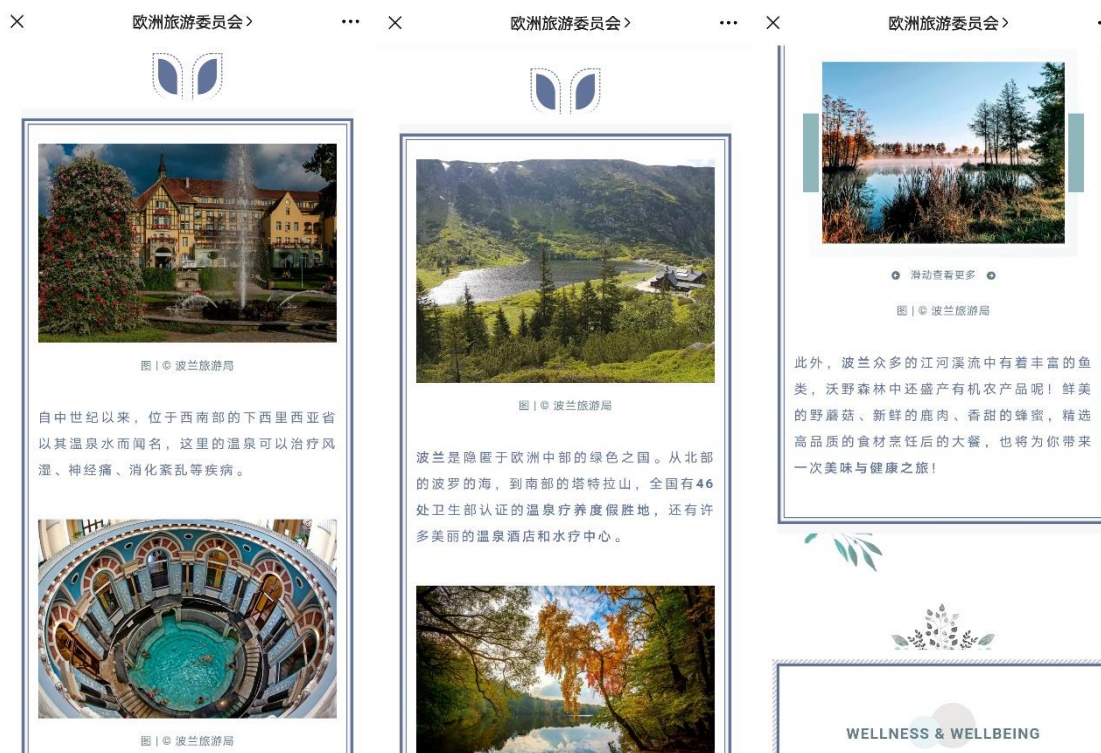 欧洲旅游委员会
图 | © 波兰旅游局
自中世纪以来，位于西南部的下西里西亚省
以其温泉水而闻名，这里的温泉可以治疗风
湿、神经痛、消化紊乱等疾病。
图 | © 波兰旅游局
欧洲旅游委员会
图 | © 波兰旅游局
波兰是隐匿于欧洲中部的绿色之国。从北部
的波罗的海，到南部的塔特拉山，全国有46
处卫生部认证的温泉疗养度假胜地，还有许
多美丽的温泉酒店和水疗中心。
欧洲旅游委员会
滑动查看更多
图 | © 波兰旅游局
此外，波兰众多的江河溪流中有着丰富的鱼
类，沃野森林中还盛产有机农产品呢！鲜美
的野蘑菇、新鲜的鹿肉、香甜的蜂蜜，精选
高品质的食材烹饪后的大餐，也将为你带来
一次美味与健康之旅！
WELLNESS & WELLBEING